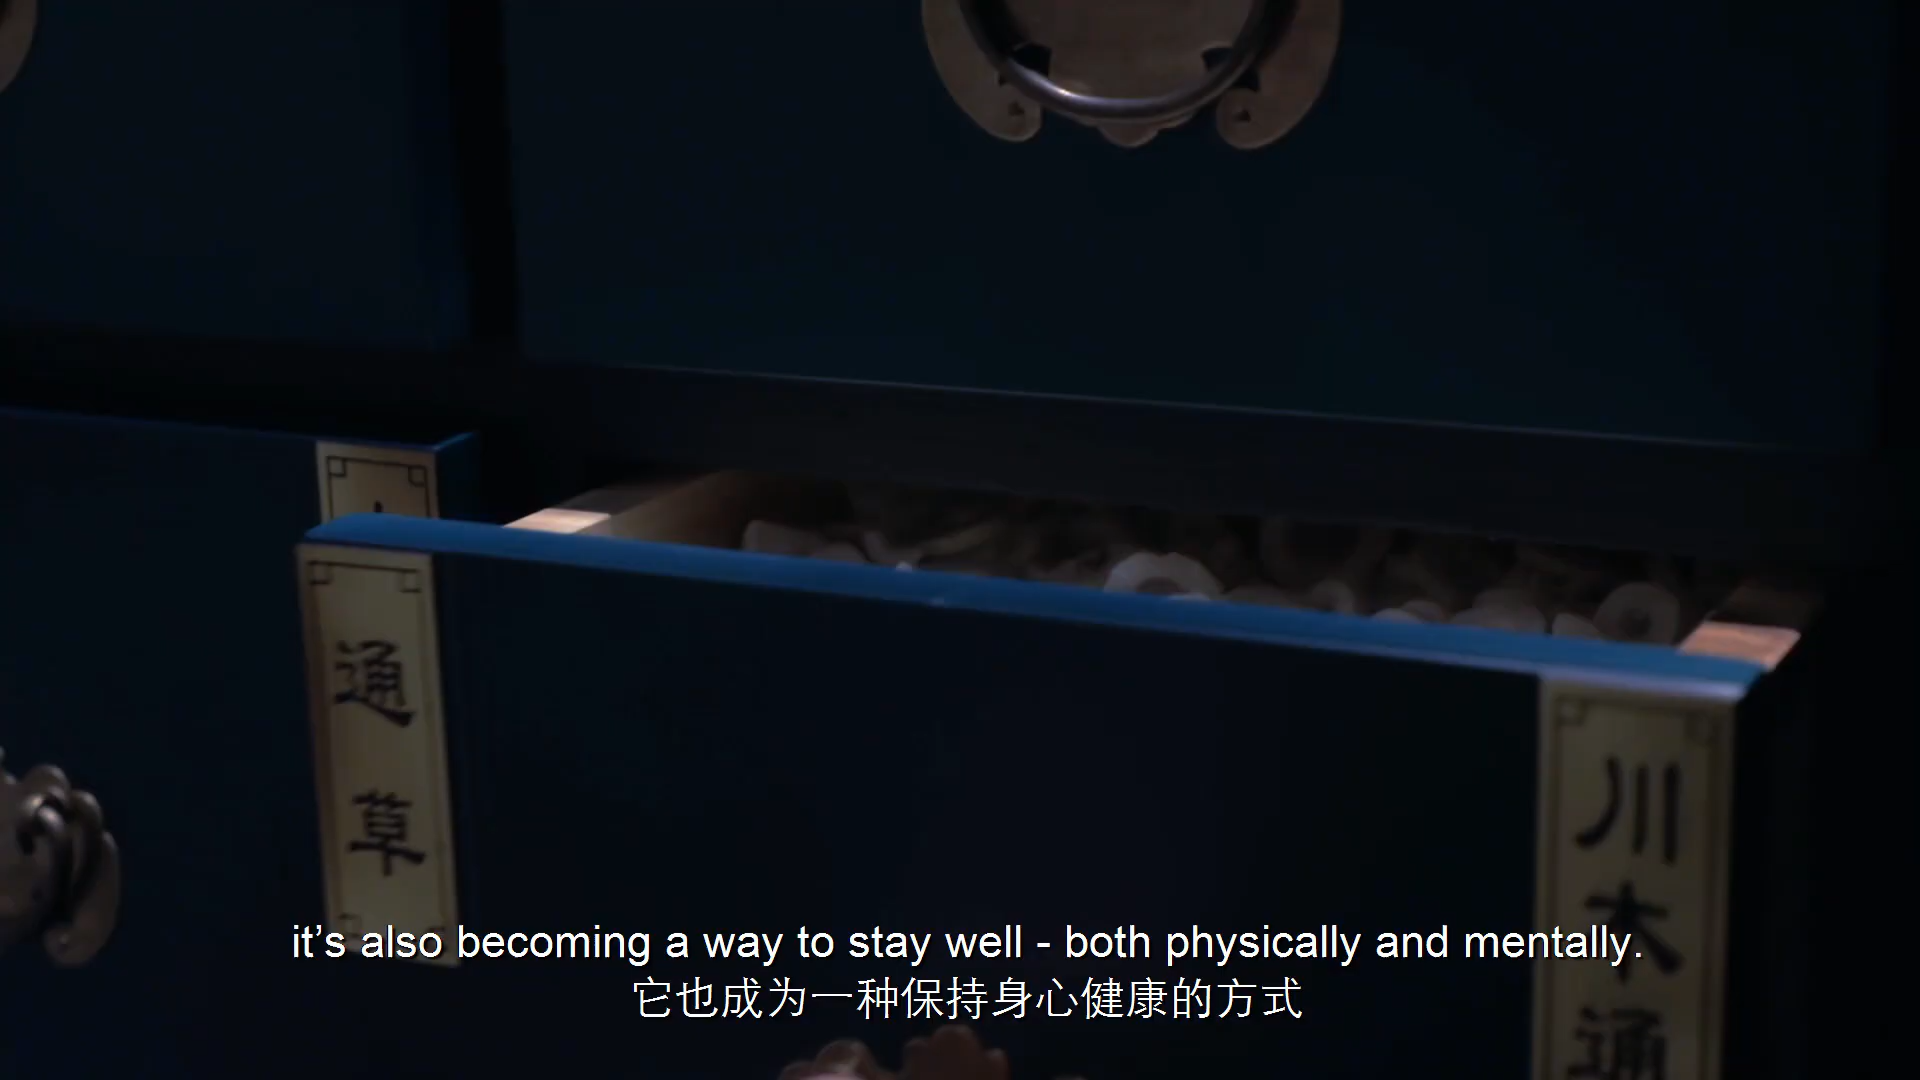 通草
川木通
it’s also becoming a way to stay well - both physically and mentally.
它也成为一种保持身心健康的方式